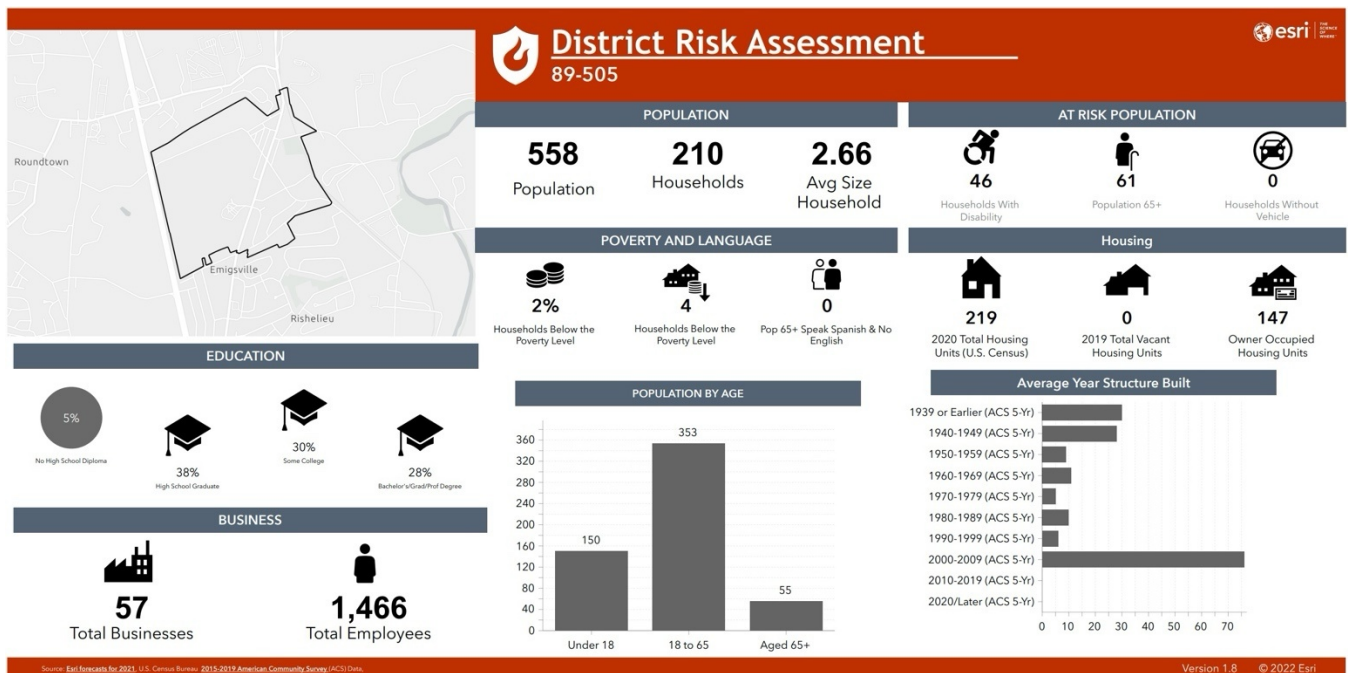 District Risk Assessment
89-505
esri
THE
SCIENCE
OF
WHERE
Roundtown
Emigsville
Rishelieu
POPULATION
558
Population
210
Households
2.66
Avg Size
Household
AT RISK POPULATION
46
Households With
Disability
61
Population 65+
0
Households Without
Vehicle
POVERTY AND LANGUAGE
2%
Households Below the
Poverty Level
4
Households Below the
Poverty Level
0
Pop 65+ Speak Spanish & No
English
Housing
219
2020 Total Housing
Units (U.S. Census)
0
2019 Total Vacant
Housing Units
147
Owner Occupied
Housing Units
EDUCATION
5%
No High School Diploma
38%
High School Graduate
30%
Some College
28%
Bachelor's/Grad/Prof Degree
BUSINESS
57
Total Businesses
1,466
Total Employees
POPULATION BY AGE
360
320
280
240
200
160
120
80
40
0
150
353
55
Under 18
18 to 65
Aged 65+
Average Year Structure Built
1939 or Earlier (ACS 5-Yr)
1940-1949 (ACS 5-Yr)
1950-1959 (ACS 5-Yr)
1960-1969 (ACS 5-Yr)
1970-1979 (ACS 5-Yr)
1980-1989 (ACS 5-Yr)
1990-1999 (ACS 5-Yr)
2000-2009 (ACS 5-Yr)
2010-2019 (ACS 5-Yr)
2020/Later (ACS 5-Yr)
0 10 20 30 40 50 60 70
Source: Esri forecasts for 2021, U.S. Census Bureau 2015-2019 American Community Survey (ACS) Data,
Version 1.8 © 2022 Esri